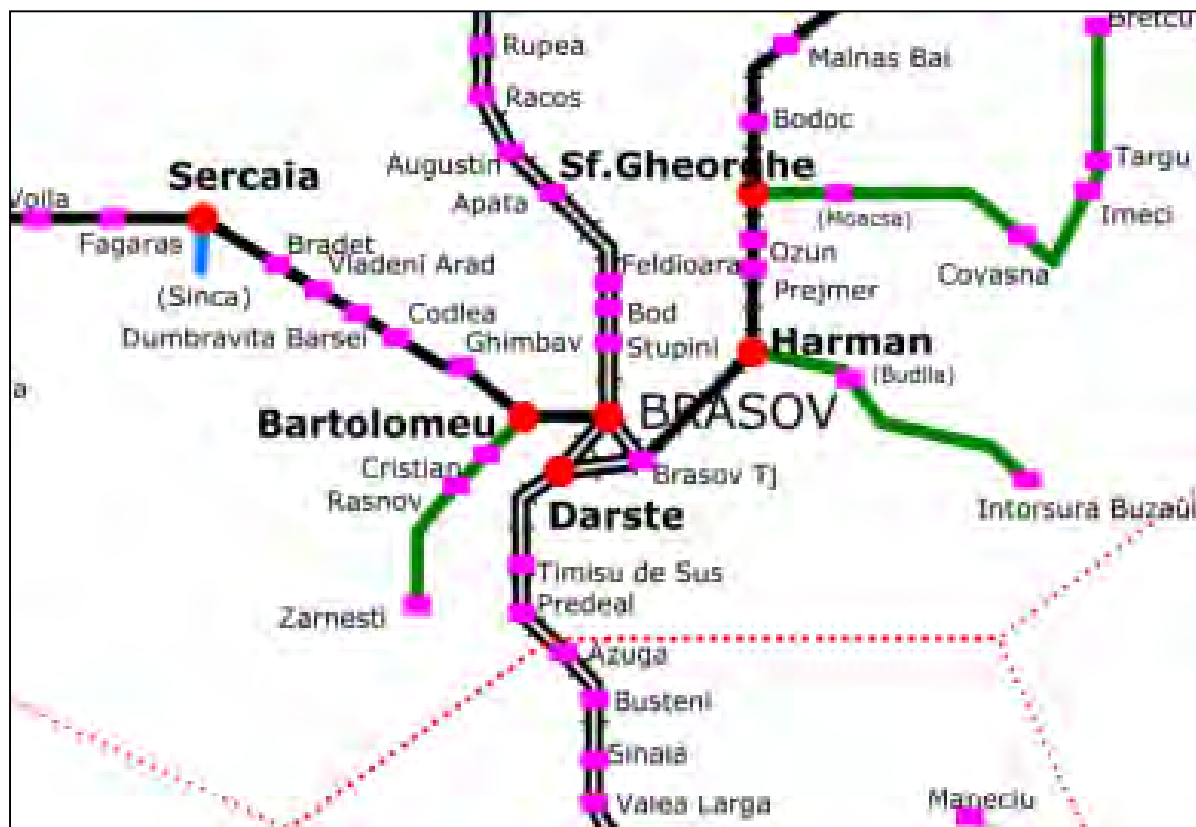 Bretcu
Rupea
Malnas Bai
Racos
Bodoc
Augustin
Sf.Gheorghe
Targu
Sercaia
Apata
(Moacsa)
Imeci
Voila
Fagaras
Bradet
Ozun
Vladeni Arad
Feldioara
Covasna
(Sinca)
Prejmer
Codlea
Bod
Dumbravita Barsei
Ghimbav
Stupini
Harman
(Budila)
a
Bartolomeu
BRASOV
Cristian
Brasov Tj
Rasnov
Darste
Intorsura Buzaûi
Timisu de Sus
Zarnesti
Predeal
Azuga
Busteni
Sinaia
Valea Larga
Maneciu